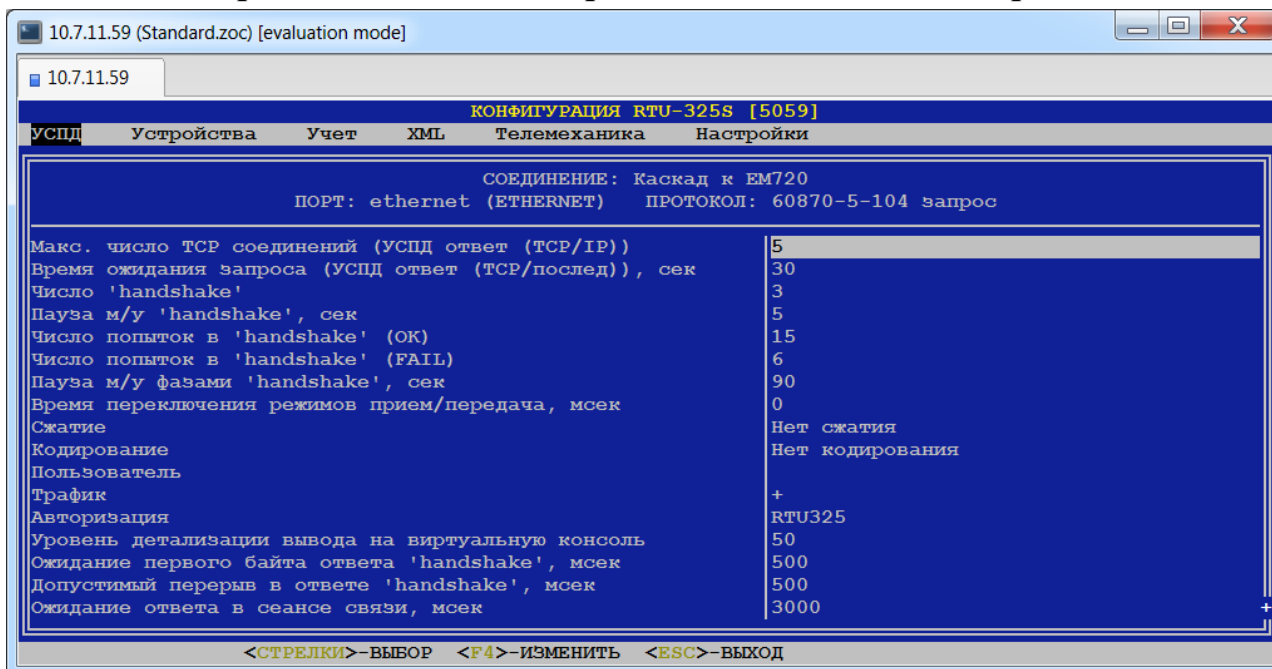 10.7.11.59 (Standard.zoc) [evaluation mode]
10.7.11.59
КОНФИГУРАЦИЯ RTU-325S [5059]
УСПД Устройства Учет XML Телемеханика Настройки
СОЕДИНЕНИЕ: Каскад к EM720
ПОРТ: ethernet (ETHERNET) ПРОТОКОЛ: 60870-5-104 запрос
Макс. число TCP соединений (УСПД ответ (TCP/IP)) 5
Время ожидания запроса (УСПД ответ (TCP/послед)), сек 30
Число 'handshake' 3
Пауза м/у 'handshake', сек 5
Число попыток в 'handshake' (OK) 15
Число попыток в 'handshake' (FAIL) 6
Пауза м/у фазами 'handshake', сек 90
Время переключения режимов прием/передача, мсек 0
Сжатие Нет сжатия
Кодирование Нет кодирования
Пользователь
Трафик +
Авторизация RTU325
Уровень детализации вывода на виртуальную консоль 50
Ожидание первого байта ответа 'handshake', мсек 500
Допустимый перерыв в ответе 'handshake', мсек 500
Ожидание ответа в сеансе связи, мсек 3000 +
<СТРЕЛКИ>-ВЫБОР <F4>-ИЗМЕНИТЬ <ESC>-ВЫХОД